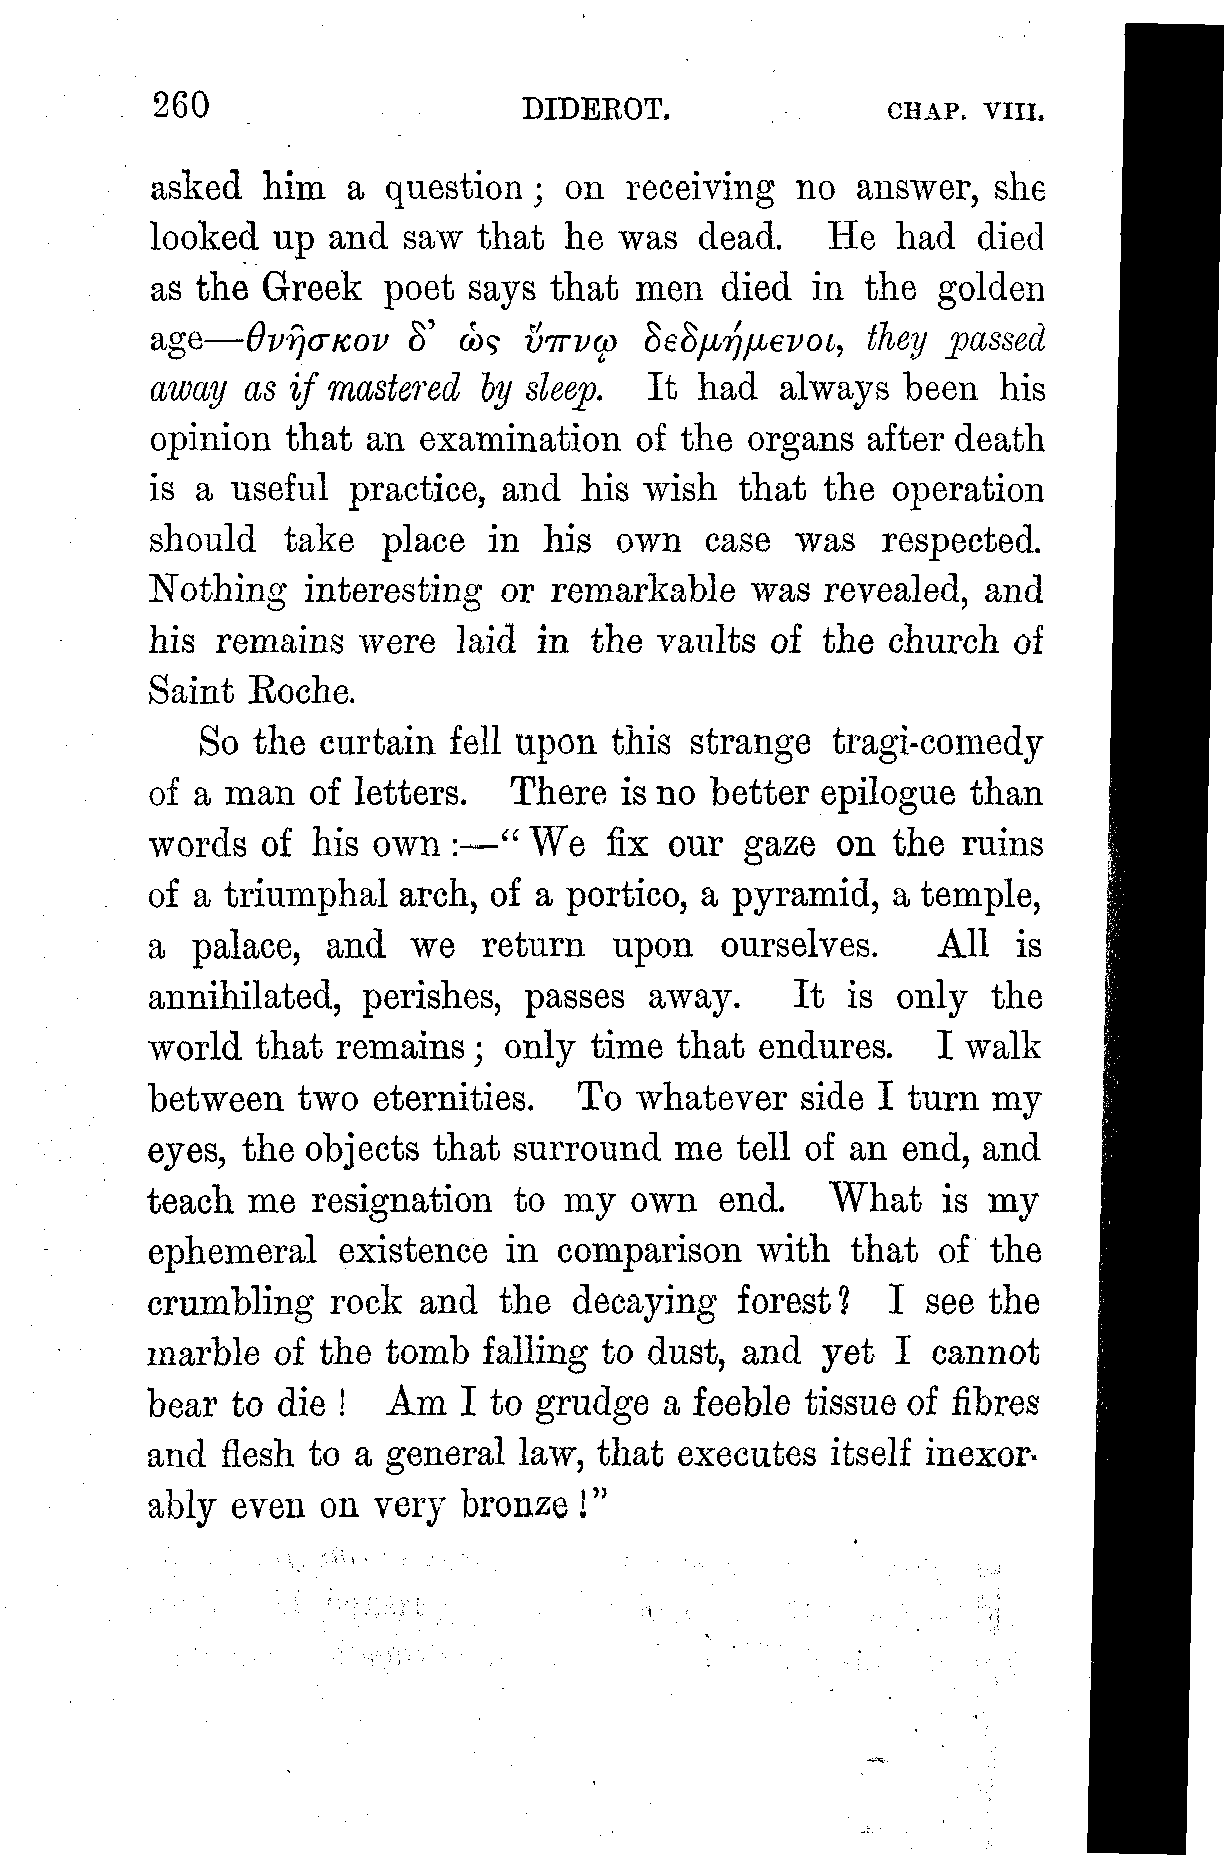 260 DIDEROT. CHAP. VIII.
asked him a question ; on receiving no answer, she
looked up and saw that he was dead. He had died
as the Greek poet says that men died in the golden
age—θνῆσκον δ’ ὡς ὕπνῳ δεδμήμενοι, they passed
away as if mastered by sleep. It had always been his
opinion that an examination of the organs after death
is a useful practice, and his wish that the operation
should take place in his own case was respected.
Nothing interesting or remarkable was revealed, and
his remains were laid in the vaults of the church of
Saint Roche.
So the curtain fell upon this strange tragi-comedy
of a man of letters. There is no better epilogue than
words of his own :—“ We fix our gaze on the ruins
of a triumphal arch, of a portico, a pyramid, a temple,
a palace, and we return upon ourselves. All is
annihilated, perishes, passes away. It is only the
world that remains ; only time that endures. I walk
between two eternities. To whatever side I turn my
eyes, the objects that surround me tell of an end, and
teach me resignation to my own end. What is my
ephemeral existence in comparison with that of the
crumbling rock and the decaying forest ? I see the
marble of the tomb falling to dust, and yet I cannot
bear to die ! Am I to grudge a feeble tissue of fibres
and flesh to a general law, that executes itself inexor-
ably even on very bronze !”